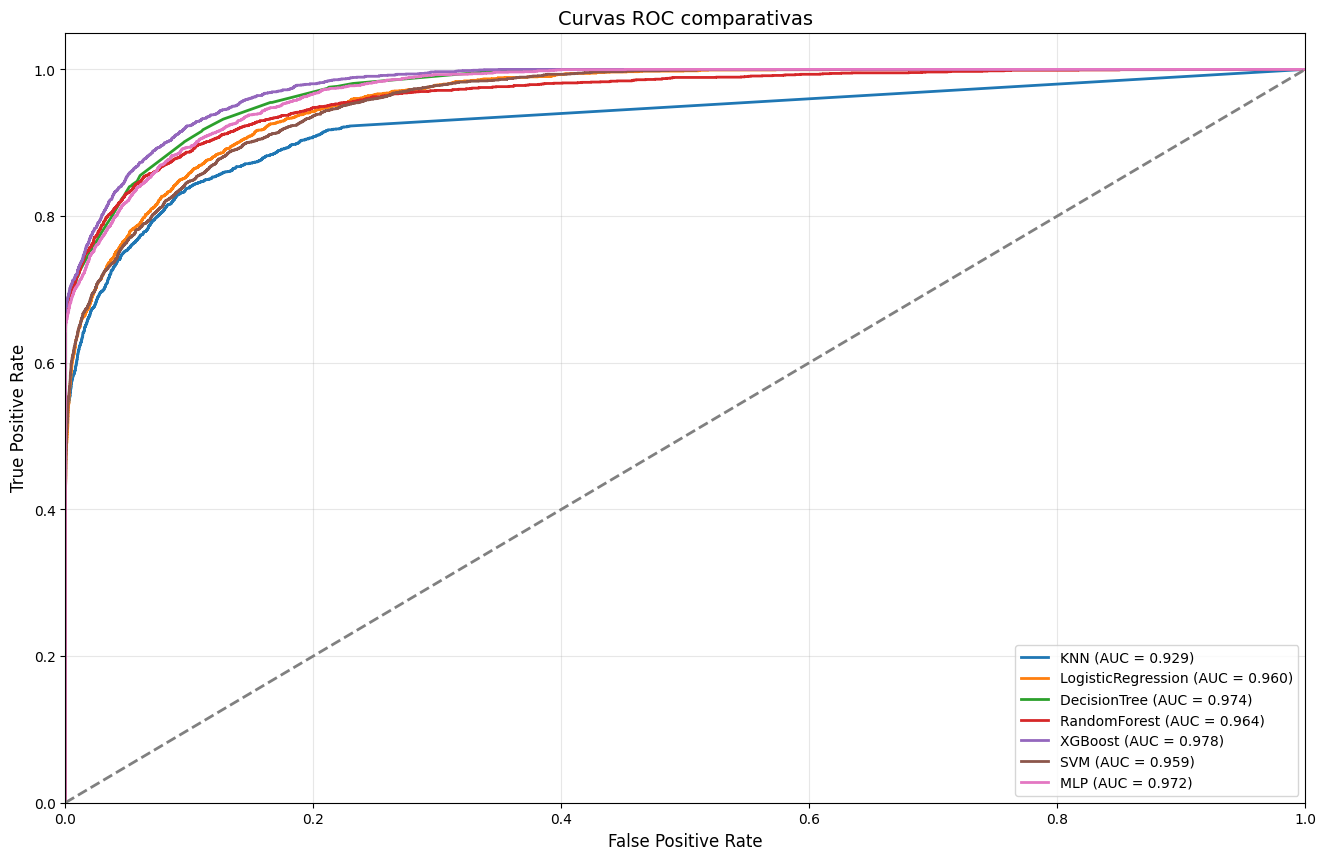 Curvas ROC comparativas
True Positive Rate
1.0
0.8
0.6
0.4
0.2
0.0
KNN (AUC = 0.929)
LogisticRegression (AUC = 0.960)
DecisionTree (AUC = 0.974)
RandomForest (AUC = 0.964)
XGBoost (AUC = 0.978)
SVM (AUC = 0.959)
MLP (AUC = 0.972)
0.0 0.2 0.4 0.6 0.8 1.0
False Positive Rate